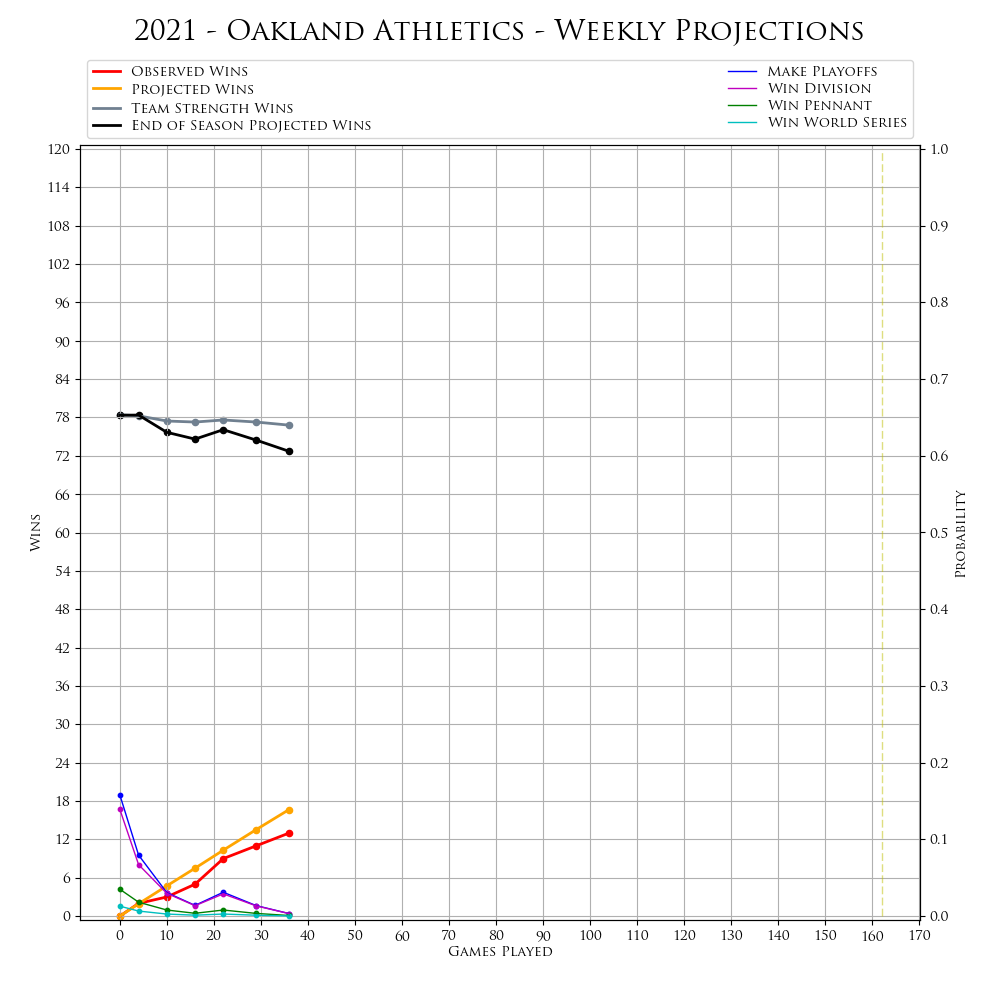 2021 - Oakland Athletics - Weekly Projections
Observed Wins
Projected Wins
Team Strength Wins
End of Season Projected Wins
Make Playoffs
Win Division
Win Pennant
Win World Series
120
114
108
102
96
90
84
78
72
66
60
54
48
42
36
30
24
18
12
6
0
Wins
1.0
0.9
0.8
0.7
0.6
0.5
0.4
0.3
0.2
0.1
0.0
Probability
0 10 20 30 40 50 60 70 80 90 100 110 120 130 140 150 160 170
Games Played